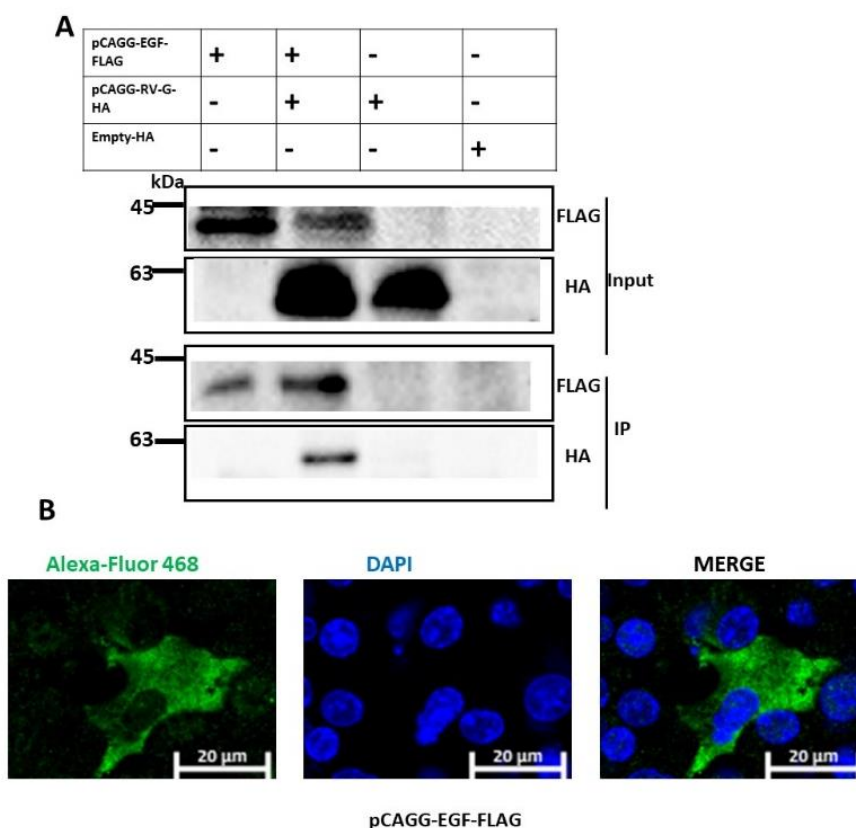 A
pCAGG-EGF-
FLAG
+ + - -
pCAGG-RV-G-
HA
- + + -
Empty-HA
- - - +
kDa
45
FLAG
63
HA
Input
45
FLAG
IP
63
HA
B
Alexa-Fluor 468 DAPI MERGE
20 µm 20 µm 20 µm
pCAGG-EGF-FLAG